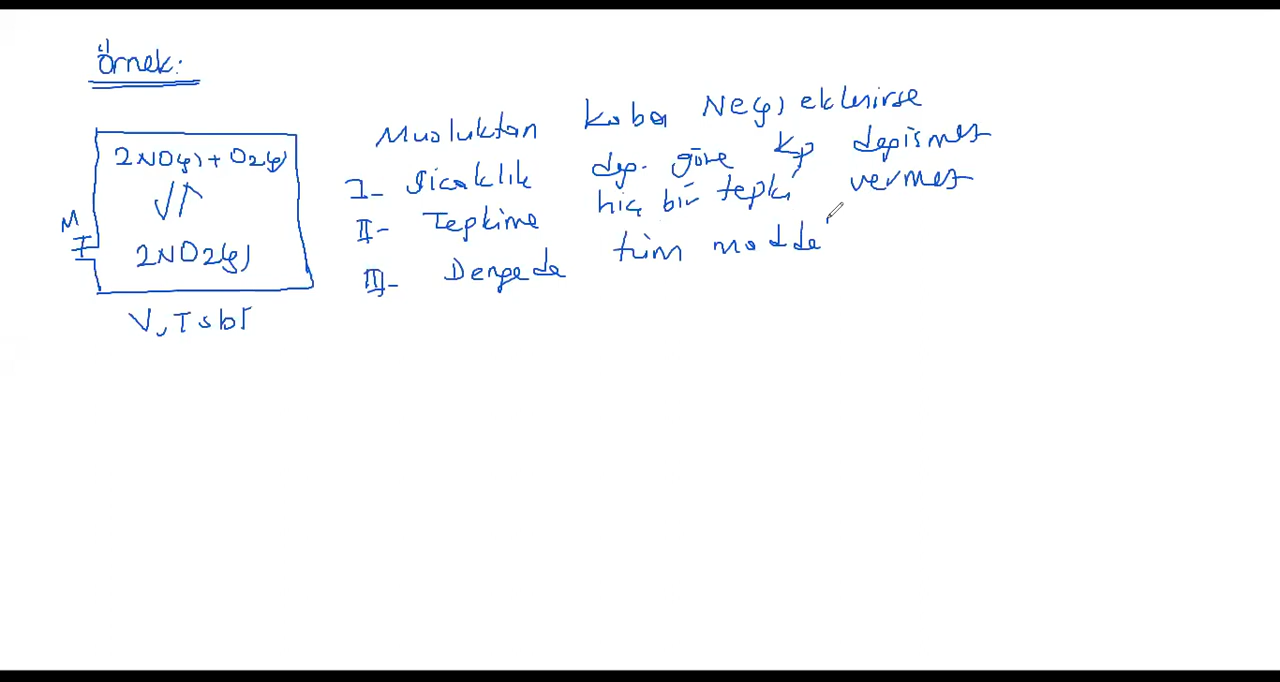 Örnek:
Musluktan kaba Ne(g) eklenirse
2NO(g) + O2(g)
I- Sıcaklık değ. göre Kp değişmez
II- Tepkime hiç bir tepki vermez
M
2NO2(g)
III- Dengede tüm madde
V, T sbt